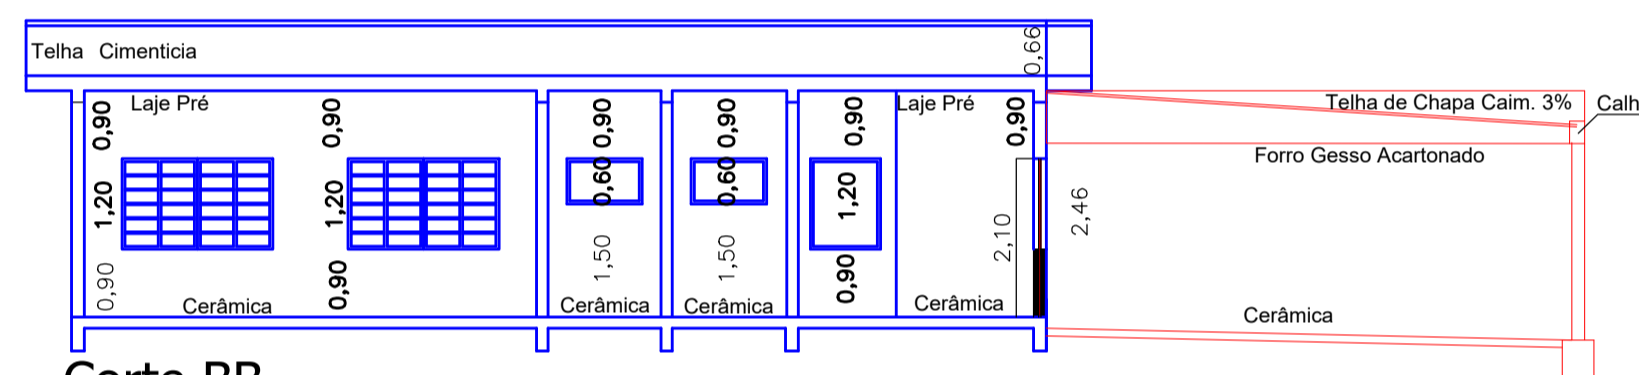 Telha Cimenticia
0,66
Laje Pré
Laje Pré
Telha de Chapa Caim. 3%
Calh
0,90
0,90
0,90
0,90
0,90
0,90
Forro Gesso Acartonado
1,20
1,20
0,60
0,60
1,20
2,10
2,46
0,90
0,90
1,50
1,50
0,90
Cerâmica
Cerâmica
Cerâmica
Cerâmica
Cerâmica
Corte BB